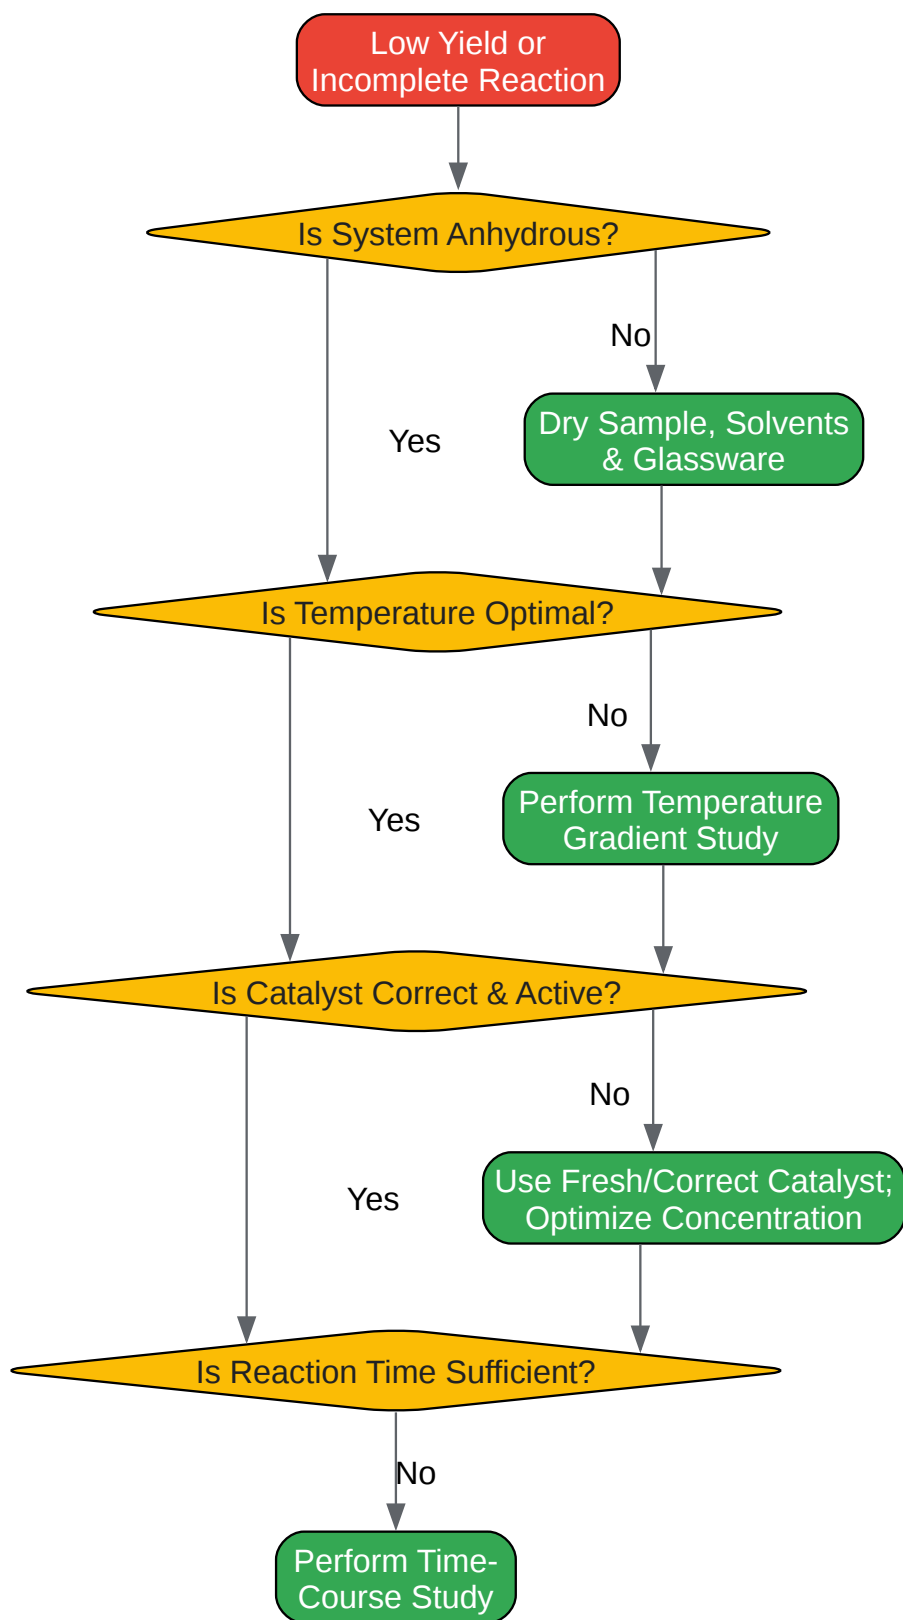 Low Yield or
Incomplete Reaction
Is System Anhydrous?
No
Yes
Dry Sample, Solvents
& Glassware
Is Temperature Optimal?
No
Yes
Perform Temperature
Gradient Study
Is Catalyst Correct & Active?
No
Yes
Use Fresh/Correct Catalyst;
Optimize Concentration
Is Reaction Time Sufficient?
No
Perform Time-
Course Study